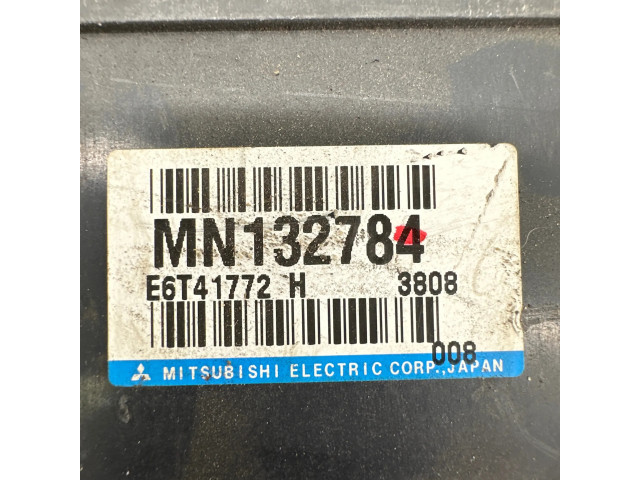 MN132784
E6T41772 H 3808
008
MITSUBISHI ELECTRIC CORP.,JAPAN